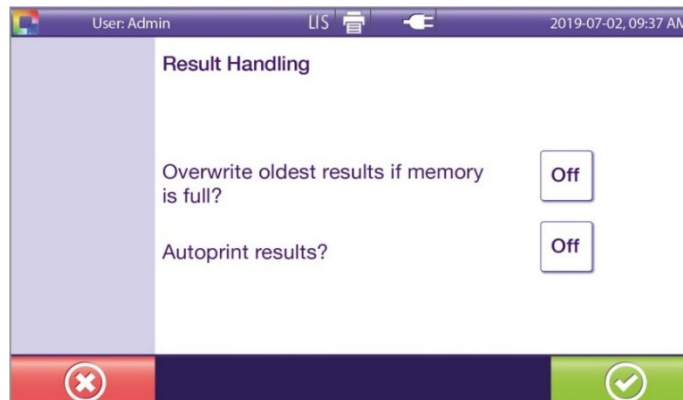 User: Admin LIS 2019-07-02, 09:37 AM
Result Handling
Overwrite oldest results if memory
is full?
Off
Autoprint results?
Off